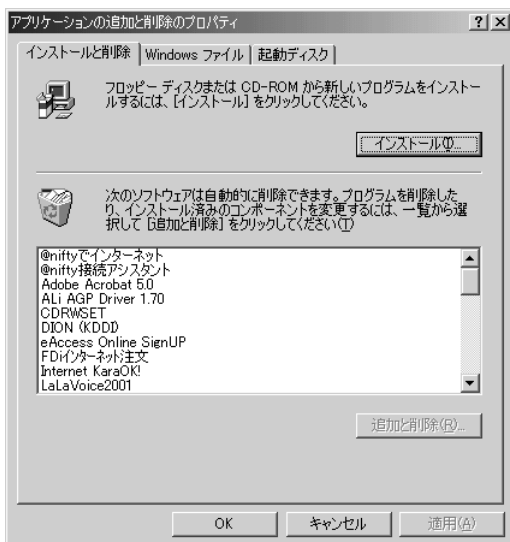 アプリケーションの追加と削除のプロパティ
インストールと削除 Windows ファイル 起動ディスク
フロッピー ディスクまたは CD-ROM から新しいプログラムをインストー
ルするには、[インストール] をクリックしてください。
インストール(I)...
次のソフトウェアは自動的に削除できます。プログラムを削除した
り、インストール済みのコンポーネントを変更するには、一覧から選
択して [追加と削除] をクリックしてください(T)
@niftyでインターネット
@nifty接続アシスタント
Adobe Acrobat 5.0
ALi AGP Driver 1.70
CDRWSET
DION (KDDI)
eAccess Online SignUP
FDiインターネット注文
Internet KaraOK!
LaLaVoice2001
追加と削除(R)...
OK キャンセル 適用(A)